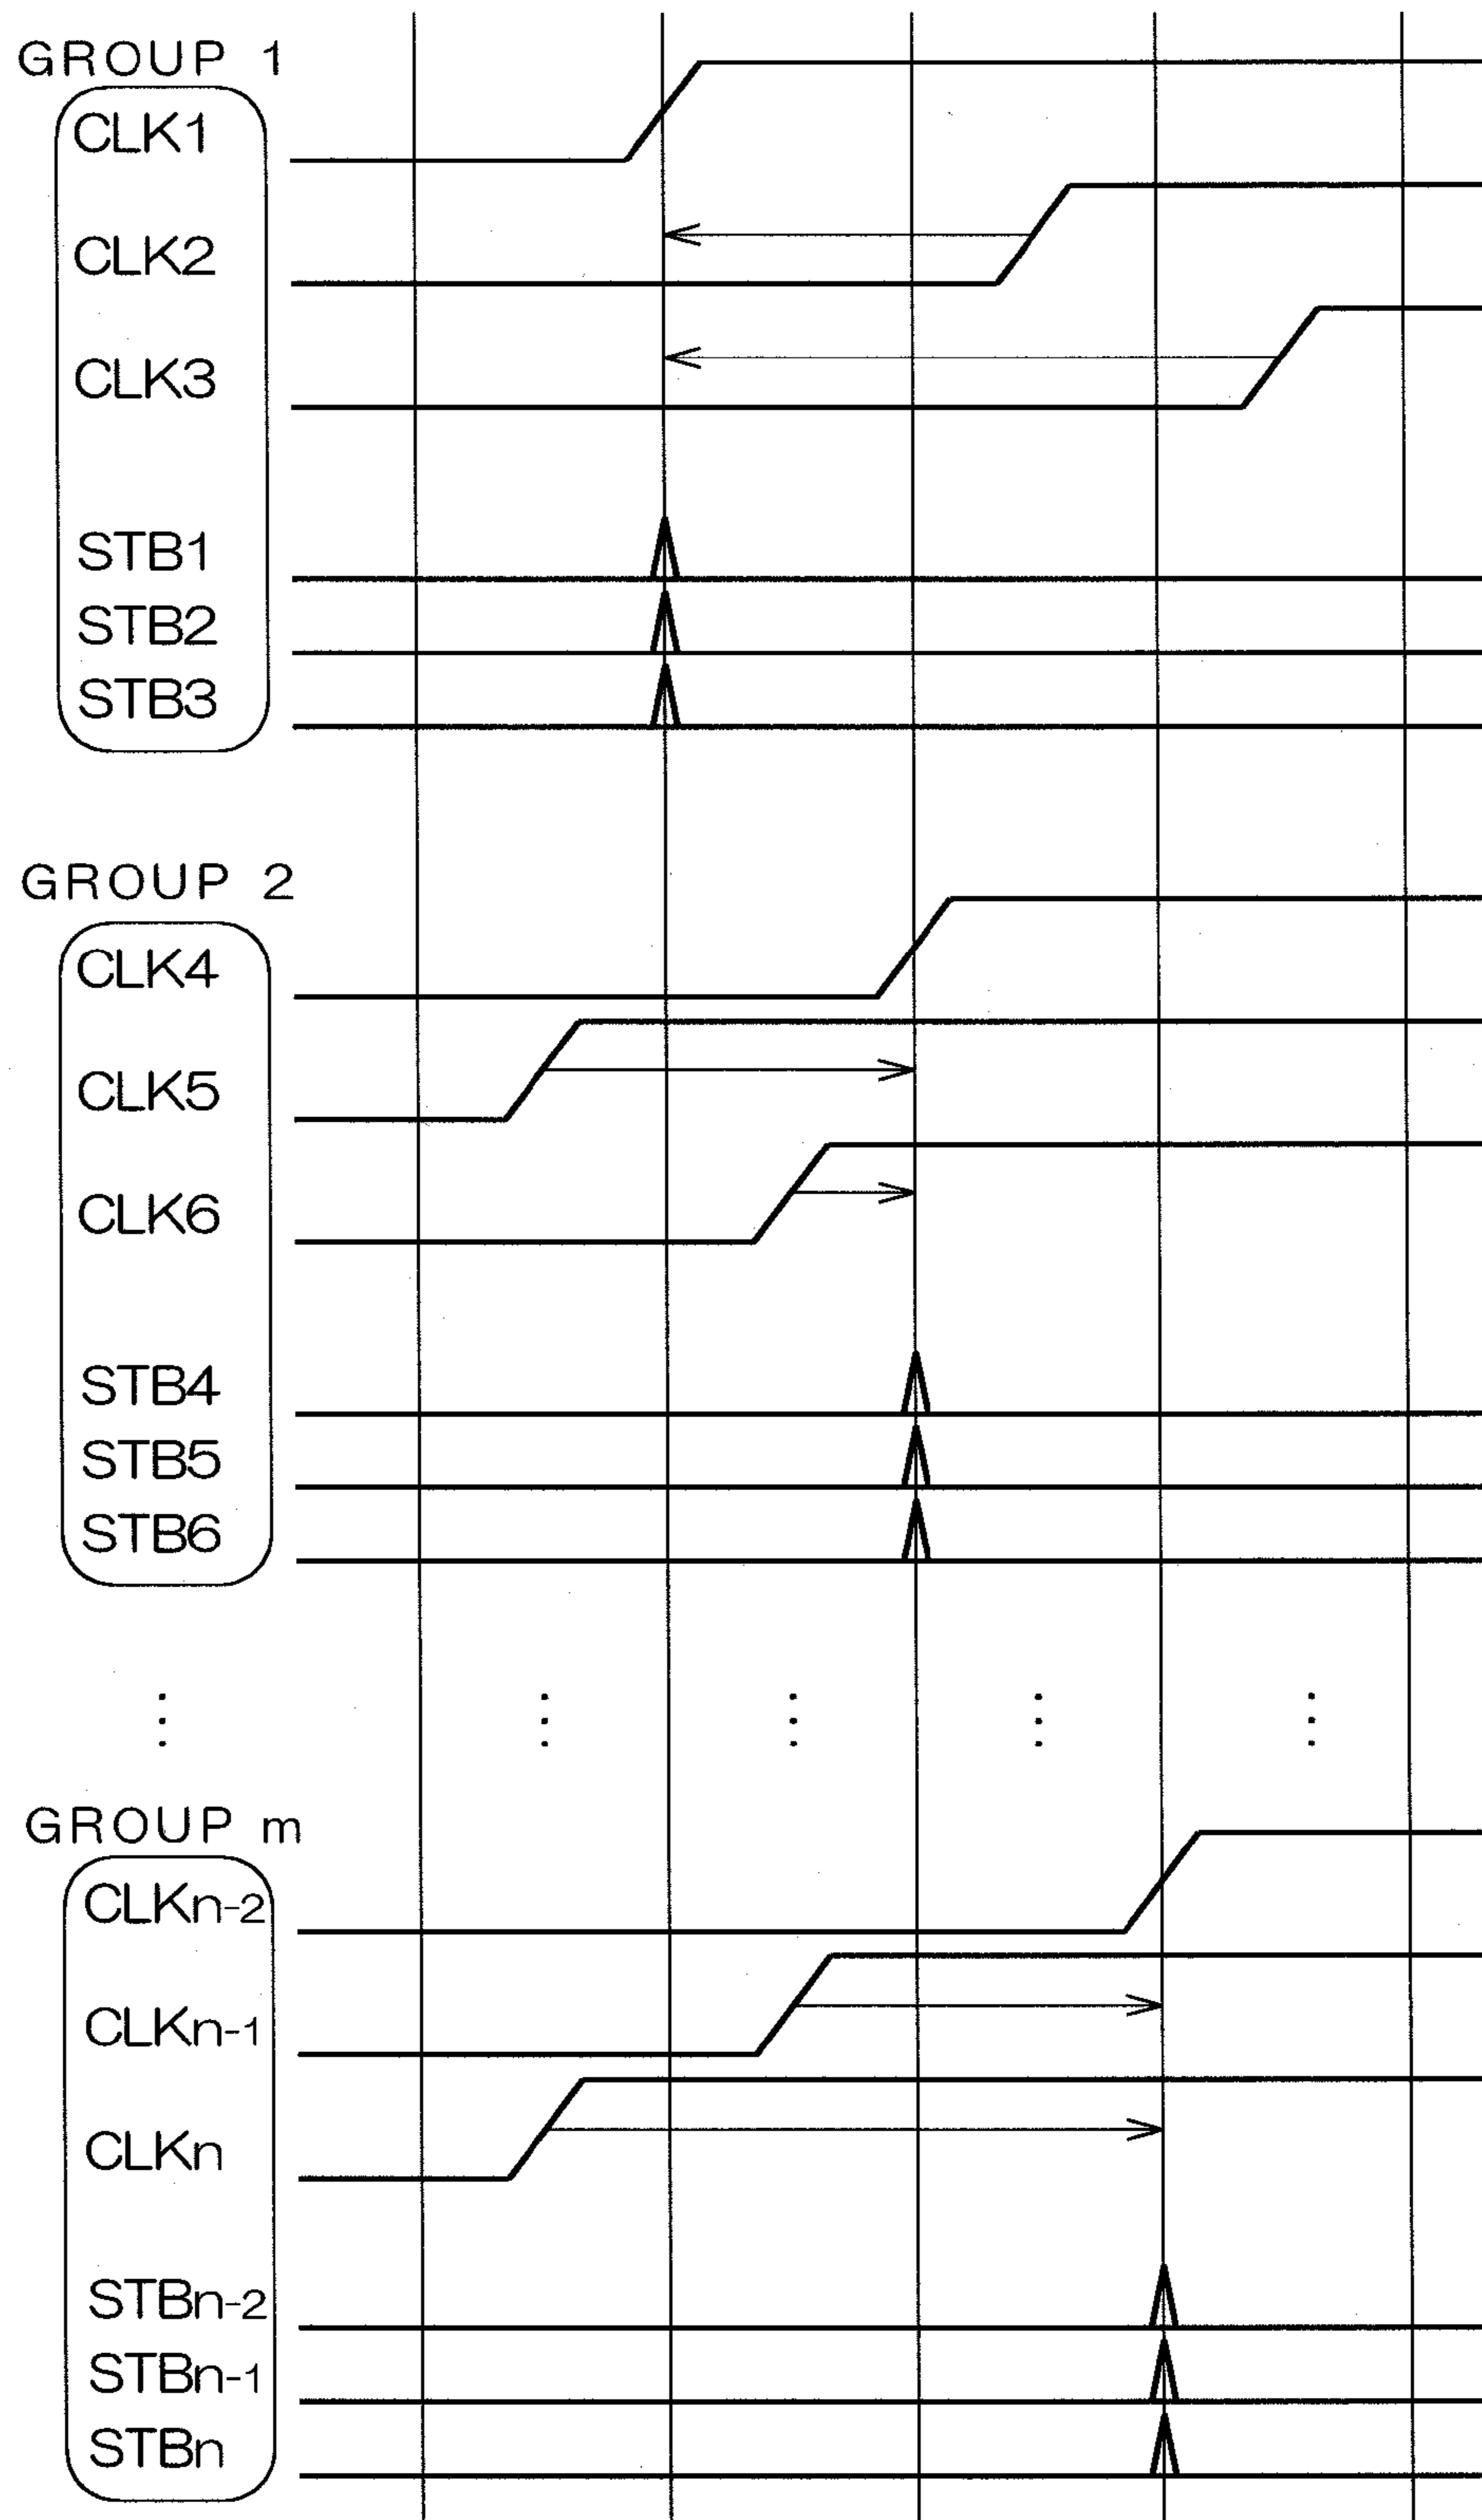 GROUP 1
CLK1
CLK2
CLK3
STB1
STB2
STB3
GROUP 2
CLK4
CLK5
CLK6
STB4
STB5
STB6
GROUP m
CLKn-2
CLKn-1
CLKn
STBn-2
STBn-1
STBn